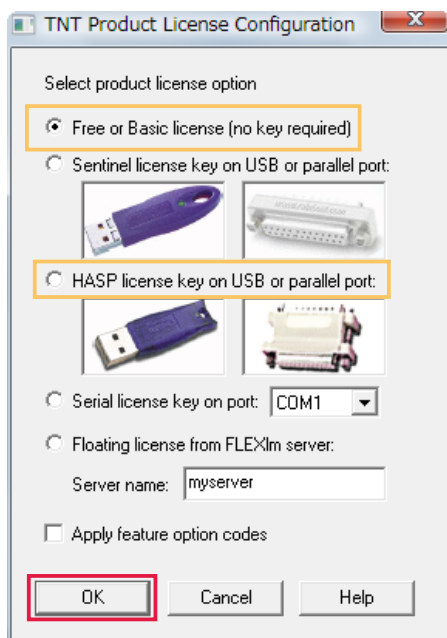 TNT Product License Configuration
Select product license option
Free or Basic license (no key required)
Sentinel license key on USB or parallel port:
HASP license key on USB or parallel port:
Serial license key on port: COM1
Floating license from FLEXlm server:
Server name: myserver
Apply feature option codes
OK Cancel Help